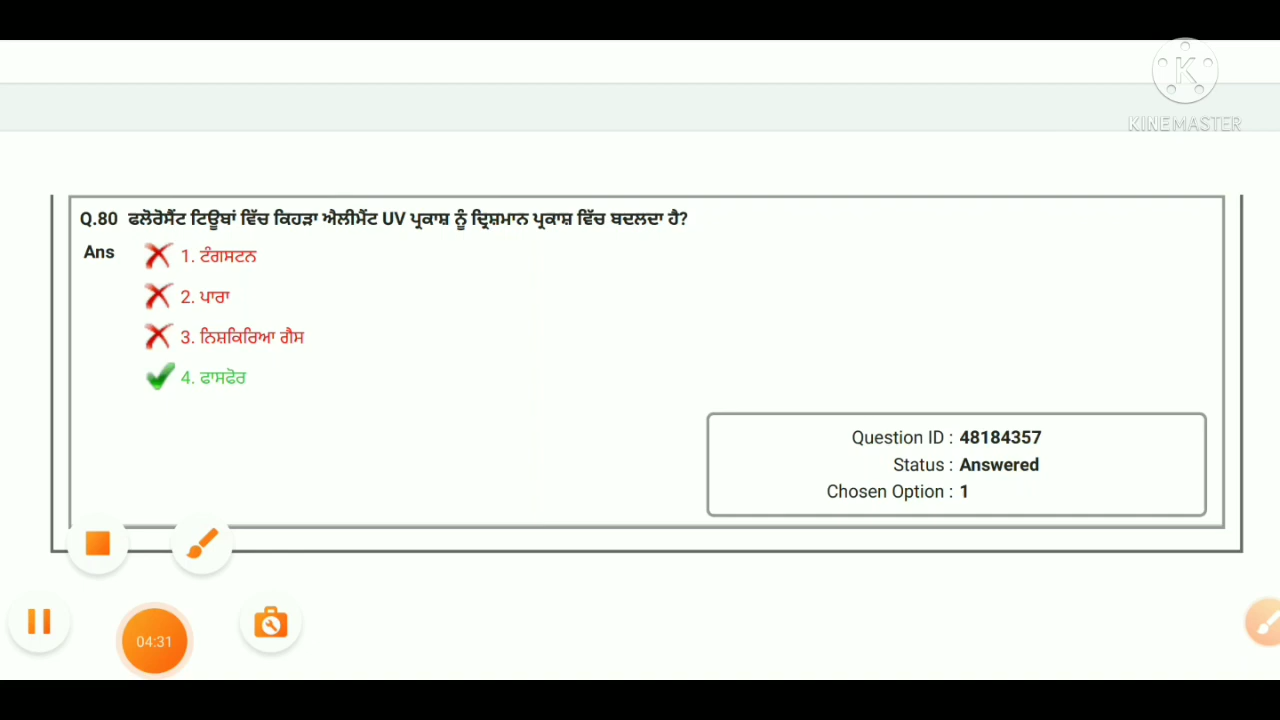 K
KINEMASTER
Q.80 ਫਲੋਰੋਸੈਂਟ ਟਿਊਬਾਂ ਵਿੱਚ ਕਿਹੜਾ ਐਲੀਮੈਂਟ UV ਪ੍ਰਕਾਸ਼ ਨੂੰ ਦ੍ਰਿਸ਼ਮਾਨ ਪ੍ਰਕਾਸ਼ ਵਿੱਚ ਬਦਲਦਾ ਹੈ?
Ans 1. ਟੰਗਸਟਨ
2. ਪਾਰਾ
3. ਨਿਸ਼ਕਿਰਿਆ ਗੈਸ
4. ਫਾਸਫੋਰ
Question ID : 48184357
Status : Answered
Chosen Option : 1
04:31